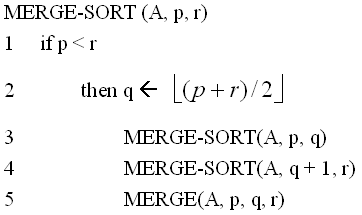 MERGE-SORT (A, p, r)
1 if p < r
2 then q ← ⌊(p + r) / 2⌋
3 MERGE-SORT(A, p, q)
4 MERGE-SORT(A, q + 1, r)
5 MERGE(A, p, q, r)